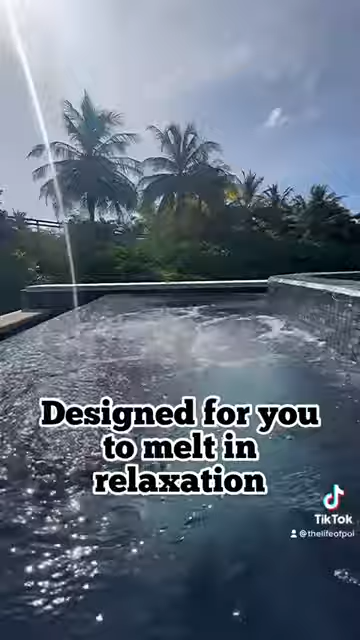 Designed for you
to melt in
relaxation
TikTok
@thelifeofpoi